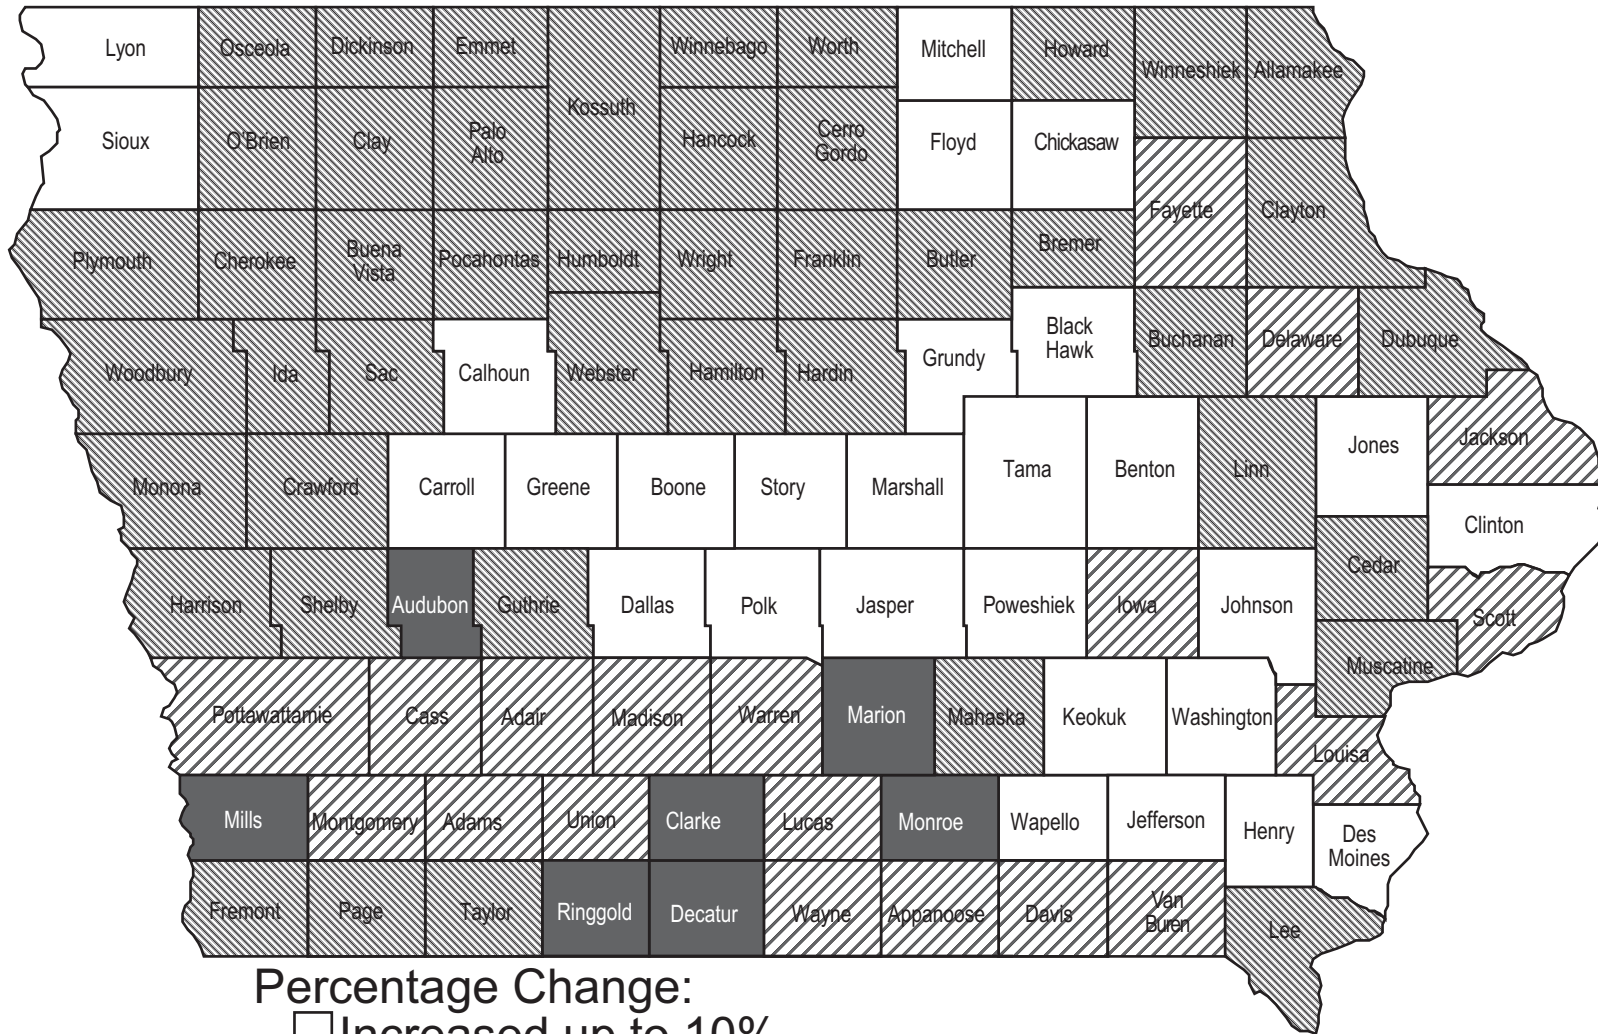 Lyon
Osceola
Dickinson
Emmet
Kossuth
Winnebago
Worth
Mitchell
Howard
Winneshiek
Allamakee
Sioux
O'Brien
Clay
Palo
Alto
Hancock
Cerro
Gordo
Floyd
Chickasaw
Fayette
Clayton
Plymouth
Cherokee
Buena
Vista
Pocahontas
Humboldt
Wright
Franklin
Butler
Bremer
Woodbury
Ida
Sac
Calhoun
Webster
Hamilton
Hardin
Grundy
Black
Hawk
Buchanan
Delaware
Dubuque
Monona
Crawford
Carroll
Greene
Boone
Story
Marshall
Tama
Benton
Linn
Jones
Jackson
Clinton
Harrison
Shelby
Audubon
Guthrie
Dallas
Polk
Jasper
Poweshiek
Iowa
Johnson
Cedar
Scott
Muscatine
Pottawattamie
Cass
Adair
Madison
Warren
Marion
Mahaska
Keokuk
Washington
Louisa
Mills
Montgomery
Adams
Union
Clarke
Lucas
Monroe
Wapello
Jefferson
Henry
Des
Moines
Fremont
Page
Taylor
Ringgold
Decatur
Wayne
Appanoose
Davis
Van
Buren
Lee
Percentage Change:
Increased up to 10%